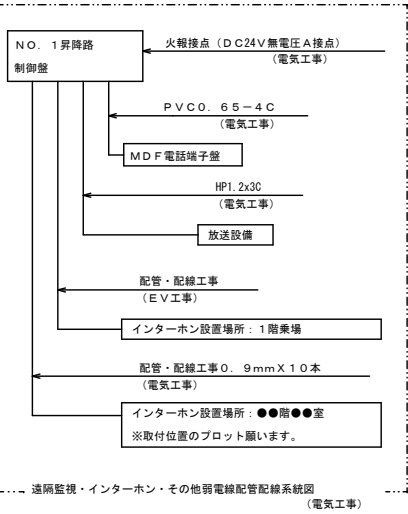 NO. 1昇降路
制御盤
火報接点（DC24V無電圧A接点）
(電気工事)
PVC0. 65－4C
(電気工事)
MDF電話端子盤
HP1.2x3C
(電気工事)
放送設備
配管・配線工事
(EV工事)
インターホン設置場所：1階乗場
配管・配線工事0. 9mmX10本
(電気工事)
インターホン設置場所：●●階●●室
※取付位置のプロット願います。
遠隔監視・インターホン・その他弱電線配管配線系統図
(電気工事)